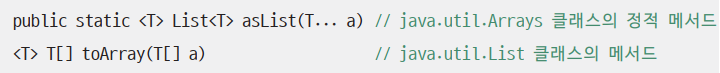 public static <T> List<T> asList(T... a) // java.util.Arrays 클래스의 정적 메서드
<T> T[] toArray(T[] a) // java.util.List 클래스의 메서드